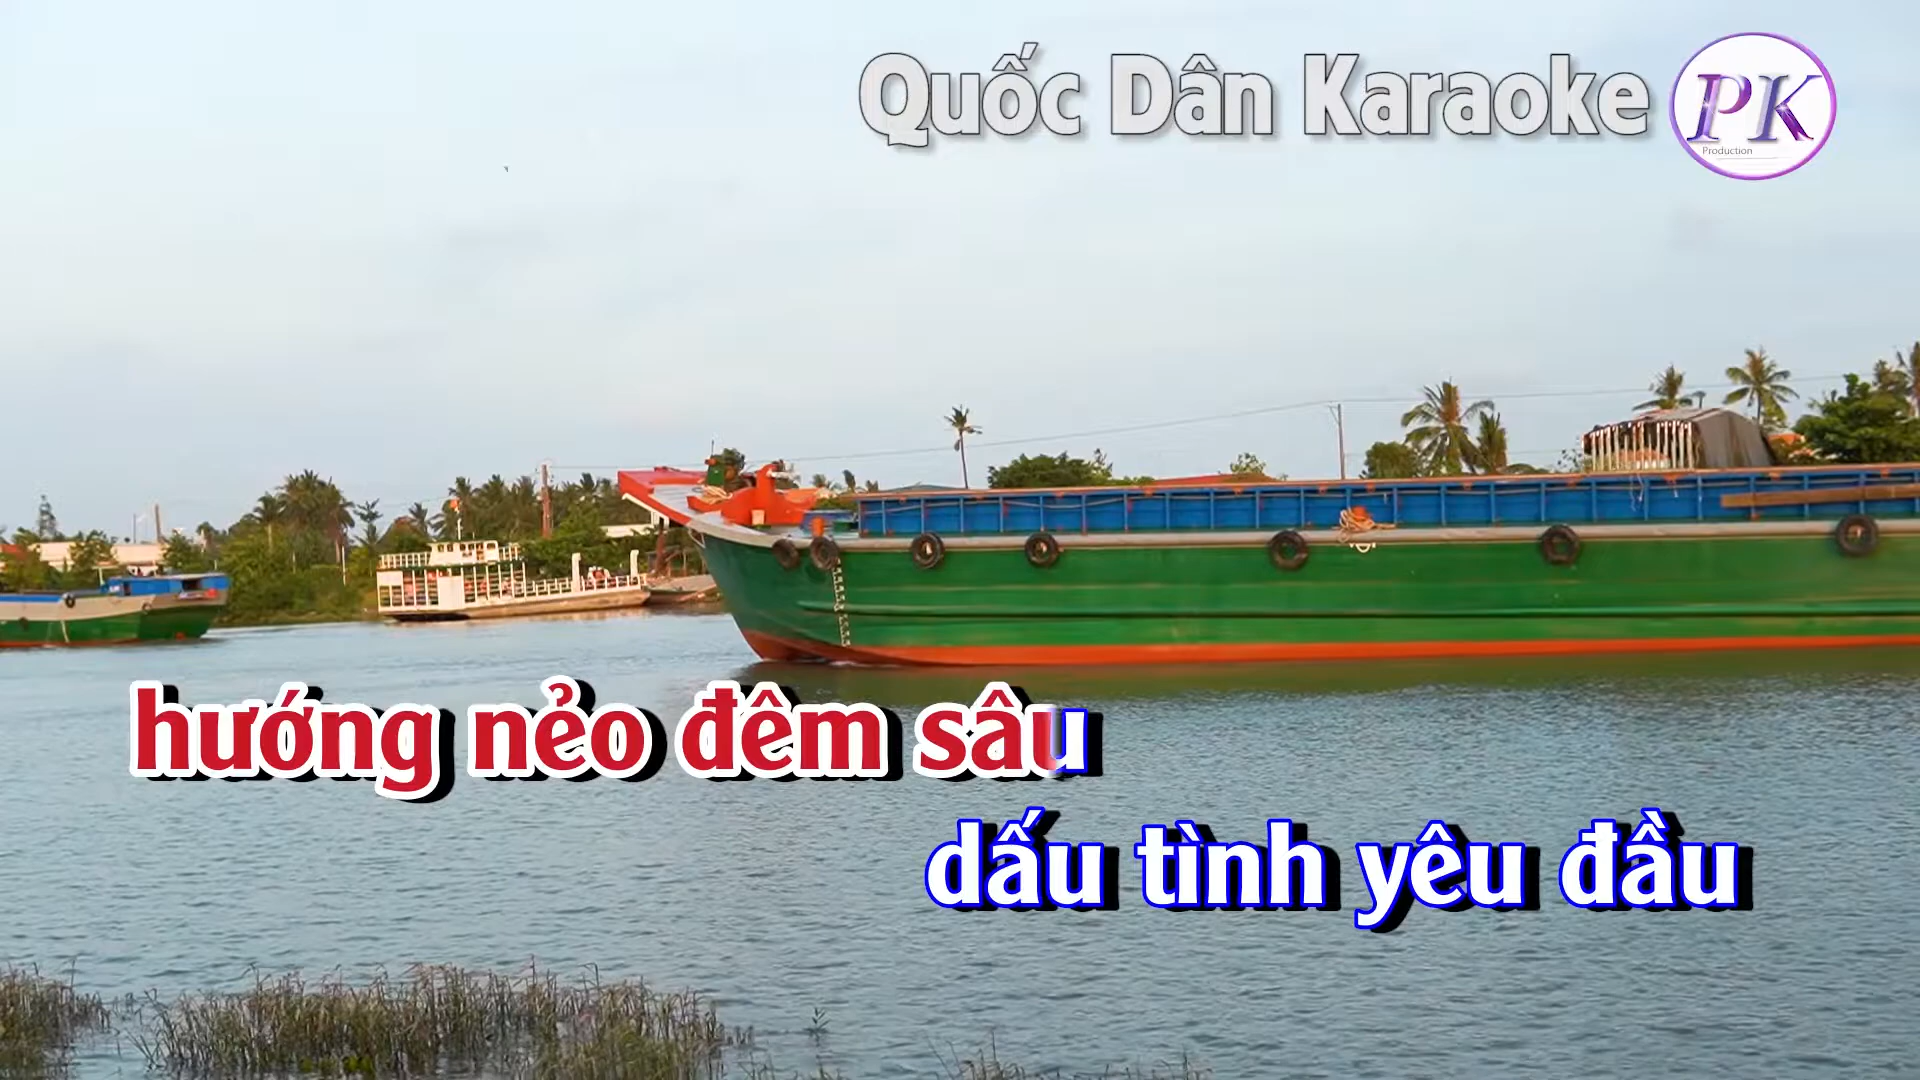 Quốc Dân Karaoke
PK
Production
hướng nẻo đêm sâu
dấu tình yêu đầu